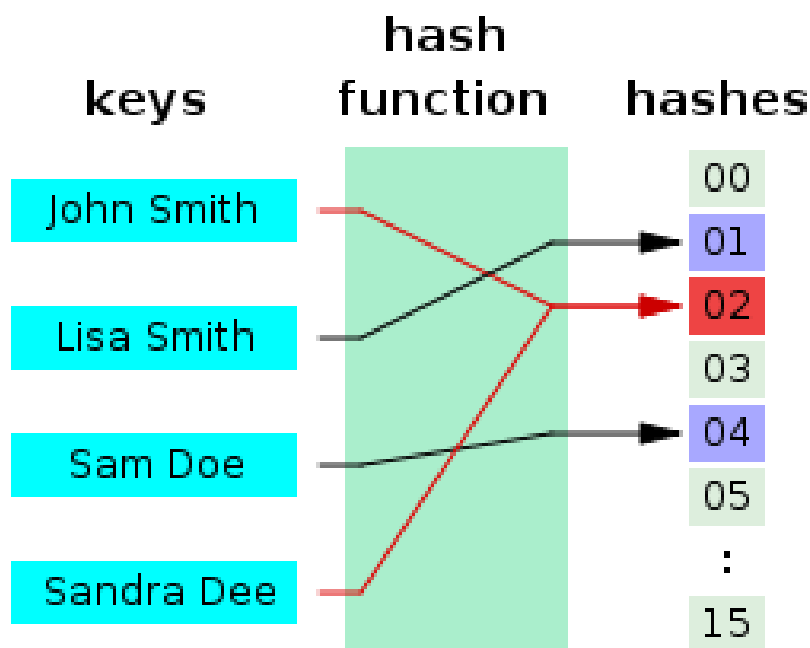 hash
keys function hashes
00
John Smith
01
02
Lisa Smith
03
04
Sam Doe
05
:
Sandra Dee
15